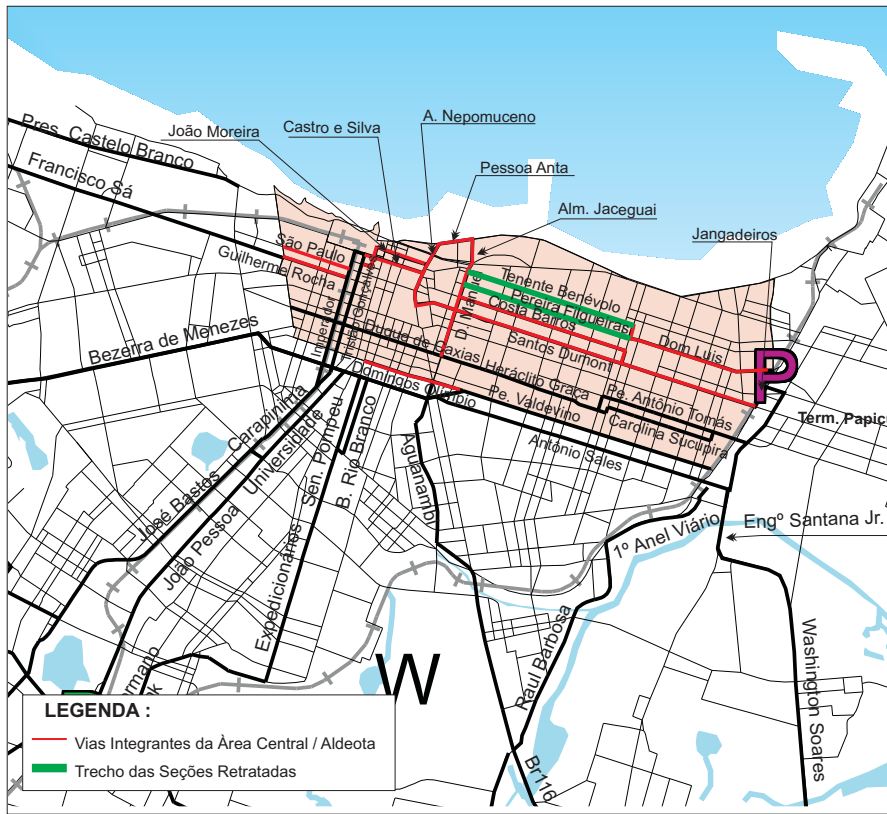 João Moreira
Castro e Silva
A. Nepomuceno
Pessoa Anta
Alm. Jaceguai
Jangadeiros
Pres. Castelo Branco
Francisco Sá
São Paulo
Guilherme Rocha
Imperador
D. Manuel
Tenente Benévolo
Pereira Filgueiras
Costa Barros
Santos Dumont
Dom Luis
P
Bezerra de Menezes
Duque de Caxias
Heráclito Graça
Domingos Olímpio
Pe. Valdevino
Pe. Antônio Tomás
Carolina Sucupira
Antônio Sales
Term. Papicu
José Bastos
Carapinima
João Pessoa
Universidade
Expedicionários
Sen. Pompeu
B. Rio Branco
Aguanambi
1º Anel Viário
Engº Santana Jr.
Raul Barbosa
Washington Soares
Br116
W
LEGENDA :
Vias Integrantes da Àrea Central / Aldeota
Trecho das Seções Retratadas